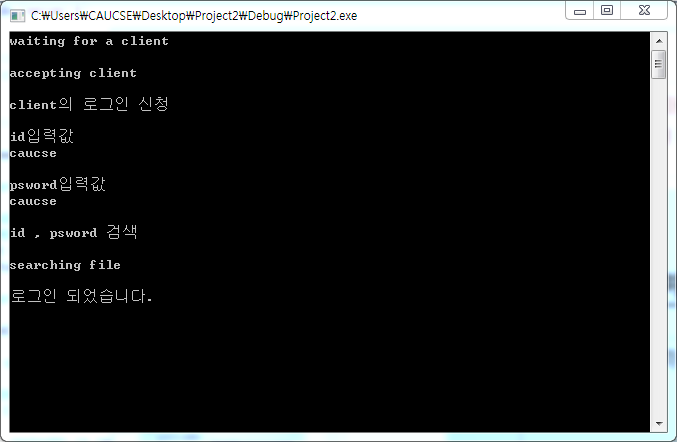 C:₩Users₩CAUCSE₩Desktop₩Project2₩Debug₩Project2.exe
waiting for a client
accepting client
client의 로그인 신청
id입력값
caucse
psword입력값
caucse
id , psword 검색
searching file
로그인 되었습니다.